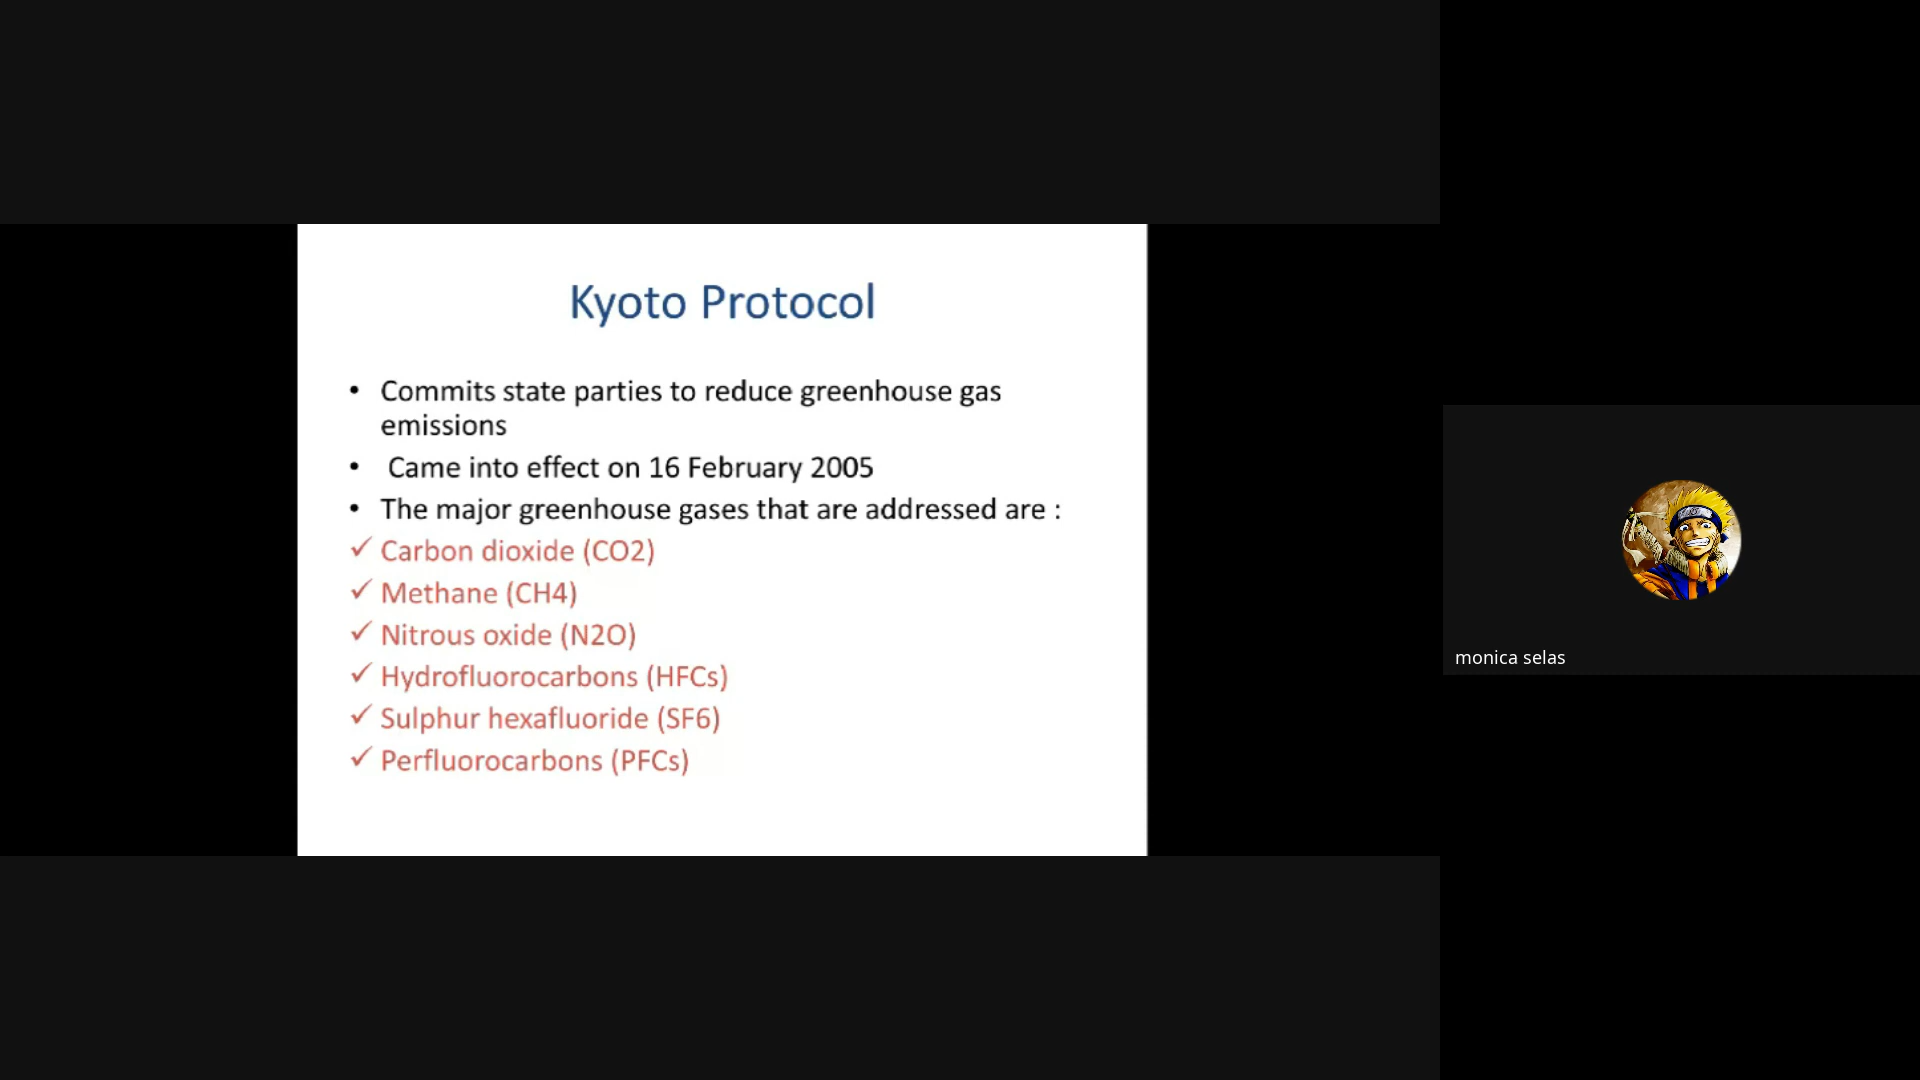 Kyoto Protocol
• Commits state parties to reduce greenhouse gas
emissions
• Came into effect on 16 February 2005
• The major greenhouse gases that are addressed are :
✓ Carbon dioxide (CO2)
✓ Methane (CH4)
✓ Nitrous oxide (N2O)
✓ Hydrofluorocarbons (HFCs)
✓ Sulphur hexafluoride (SF6)
✓ Perfluorocarbons (PFCs)
monica selas